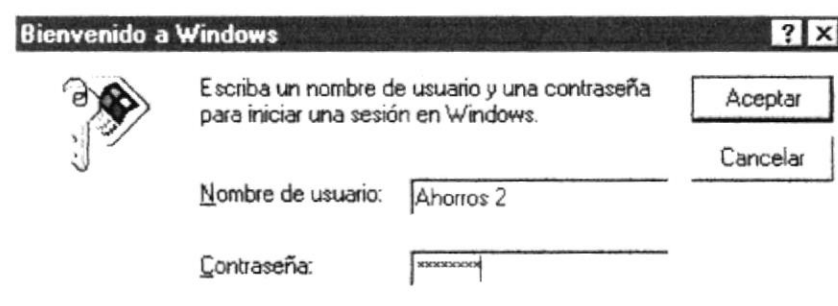 Bienvenido a Windows
Escriba un nombre de usuario y una contraseña
para iniciar una sesión en Windows.
Aceptar
Cancelar
Nombre de usuario: Ahorros 2
Contraseña: xxxxxxxx